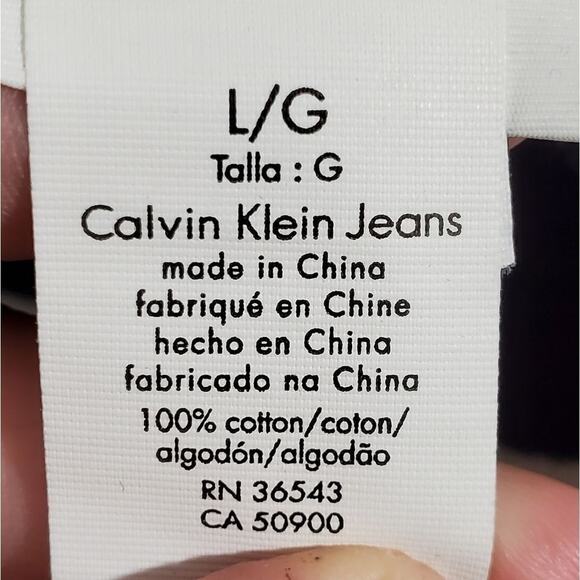 L/G
Talla : G
Calvin Klein Jeans
made in China
fabriqué en Chine
hecho en China
fabricado na China
100% cotton/coton/
algodón/algodão
RN 36543
CA 50900